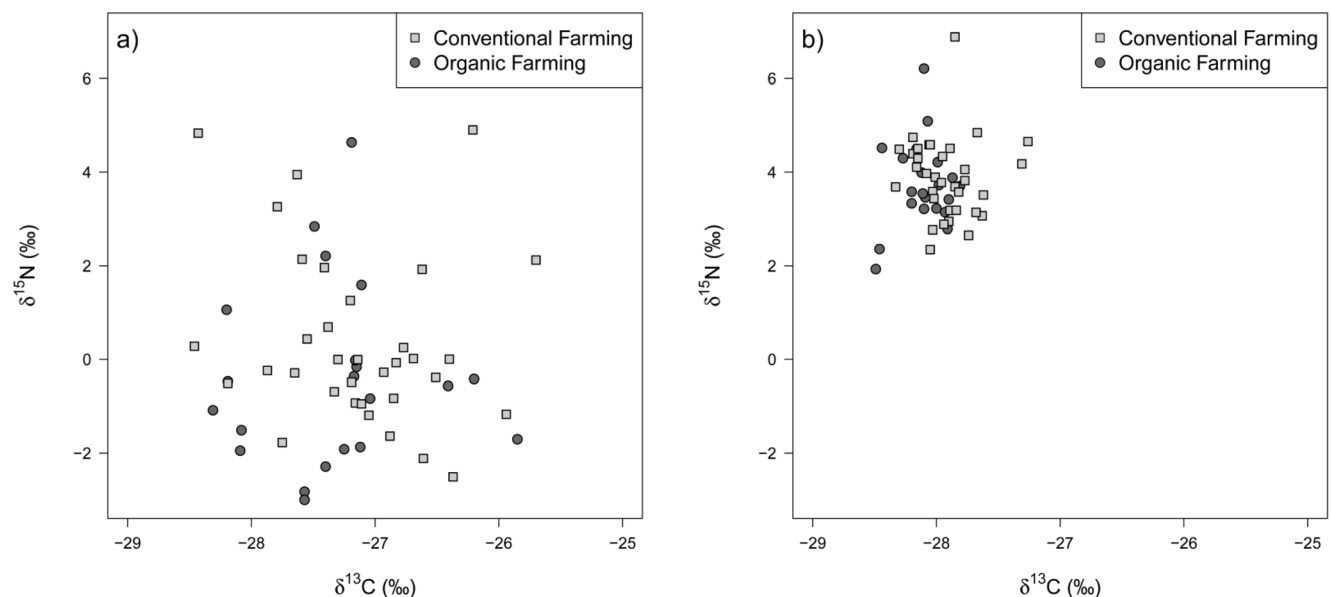 a)
Conventional Farming
Organic Farming
6
4
2
0
−2
δ15N (‰)
−29 −28 −27 −26 −25
δ13C (‰)
b)
Conventional Farming
Organic Farming
6
4
2
0
−2
δ15N (‰)
−29 −28 −27 −26 −25
δ13C (‰)